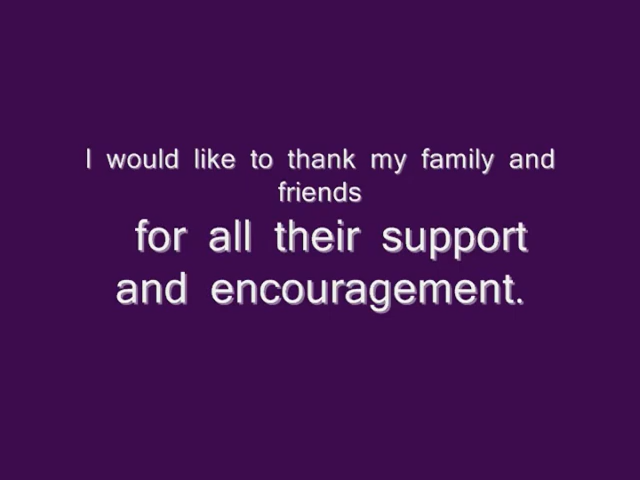 I would like to thank my family and
friends
for all their support
and encouragement.